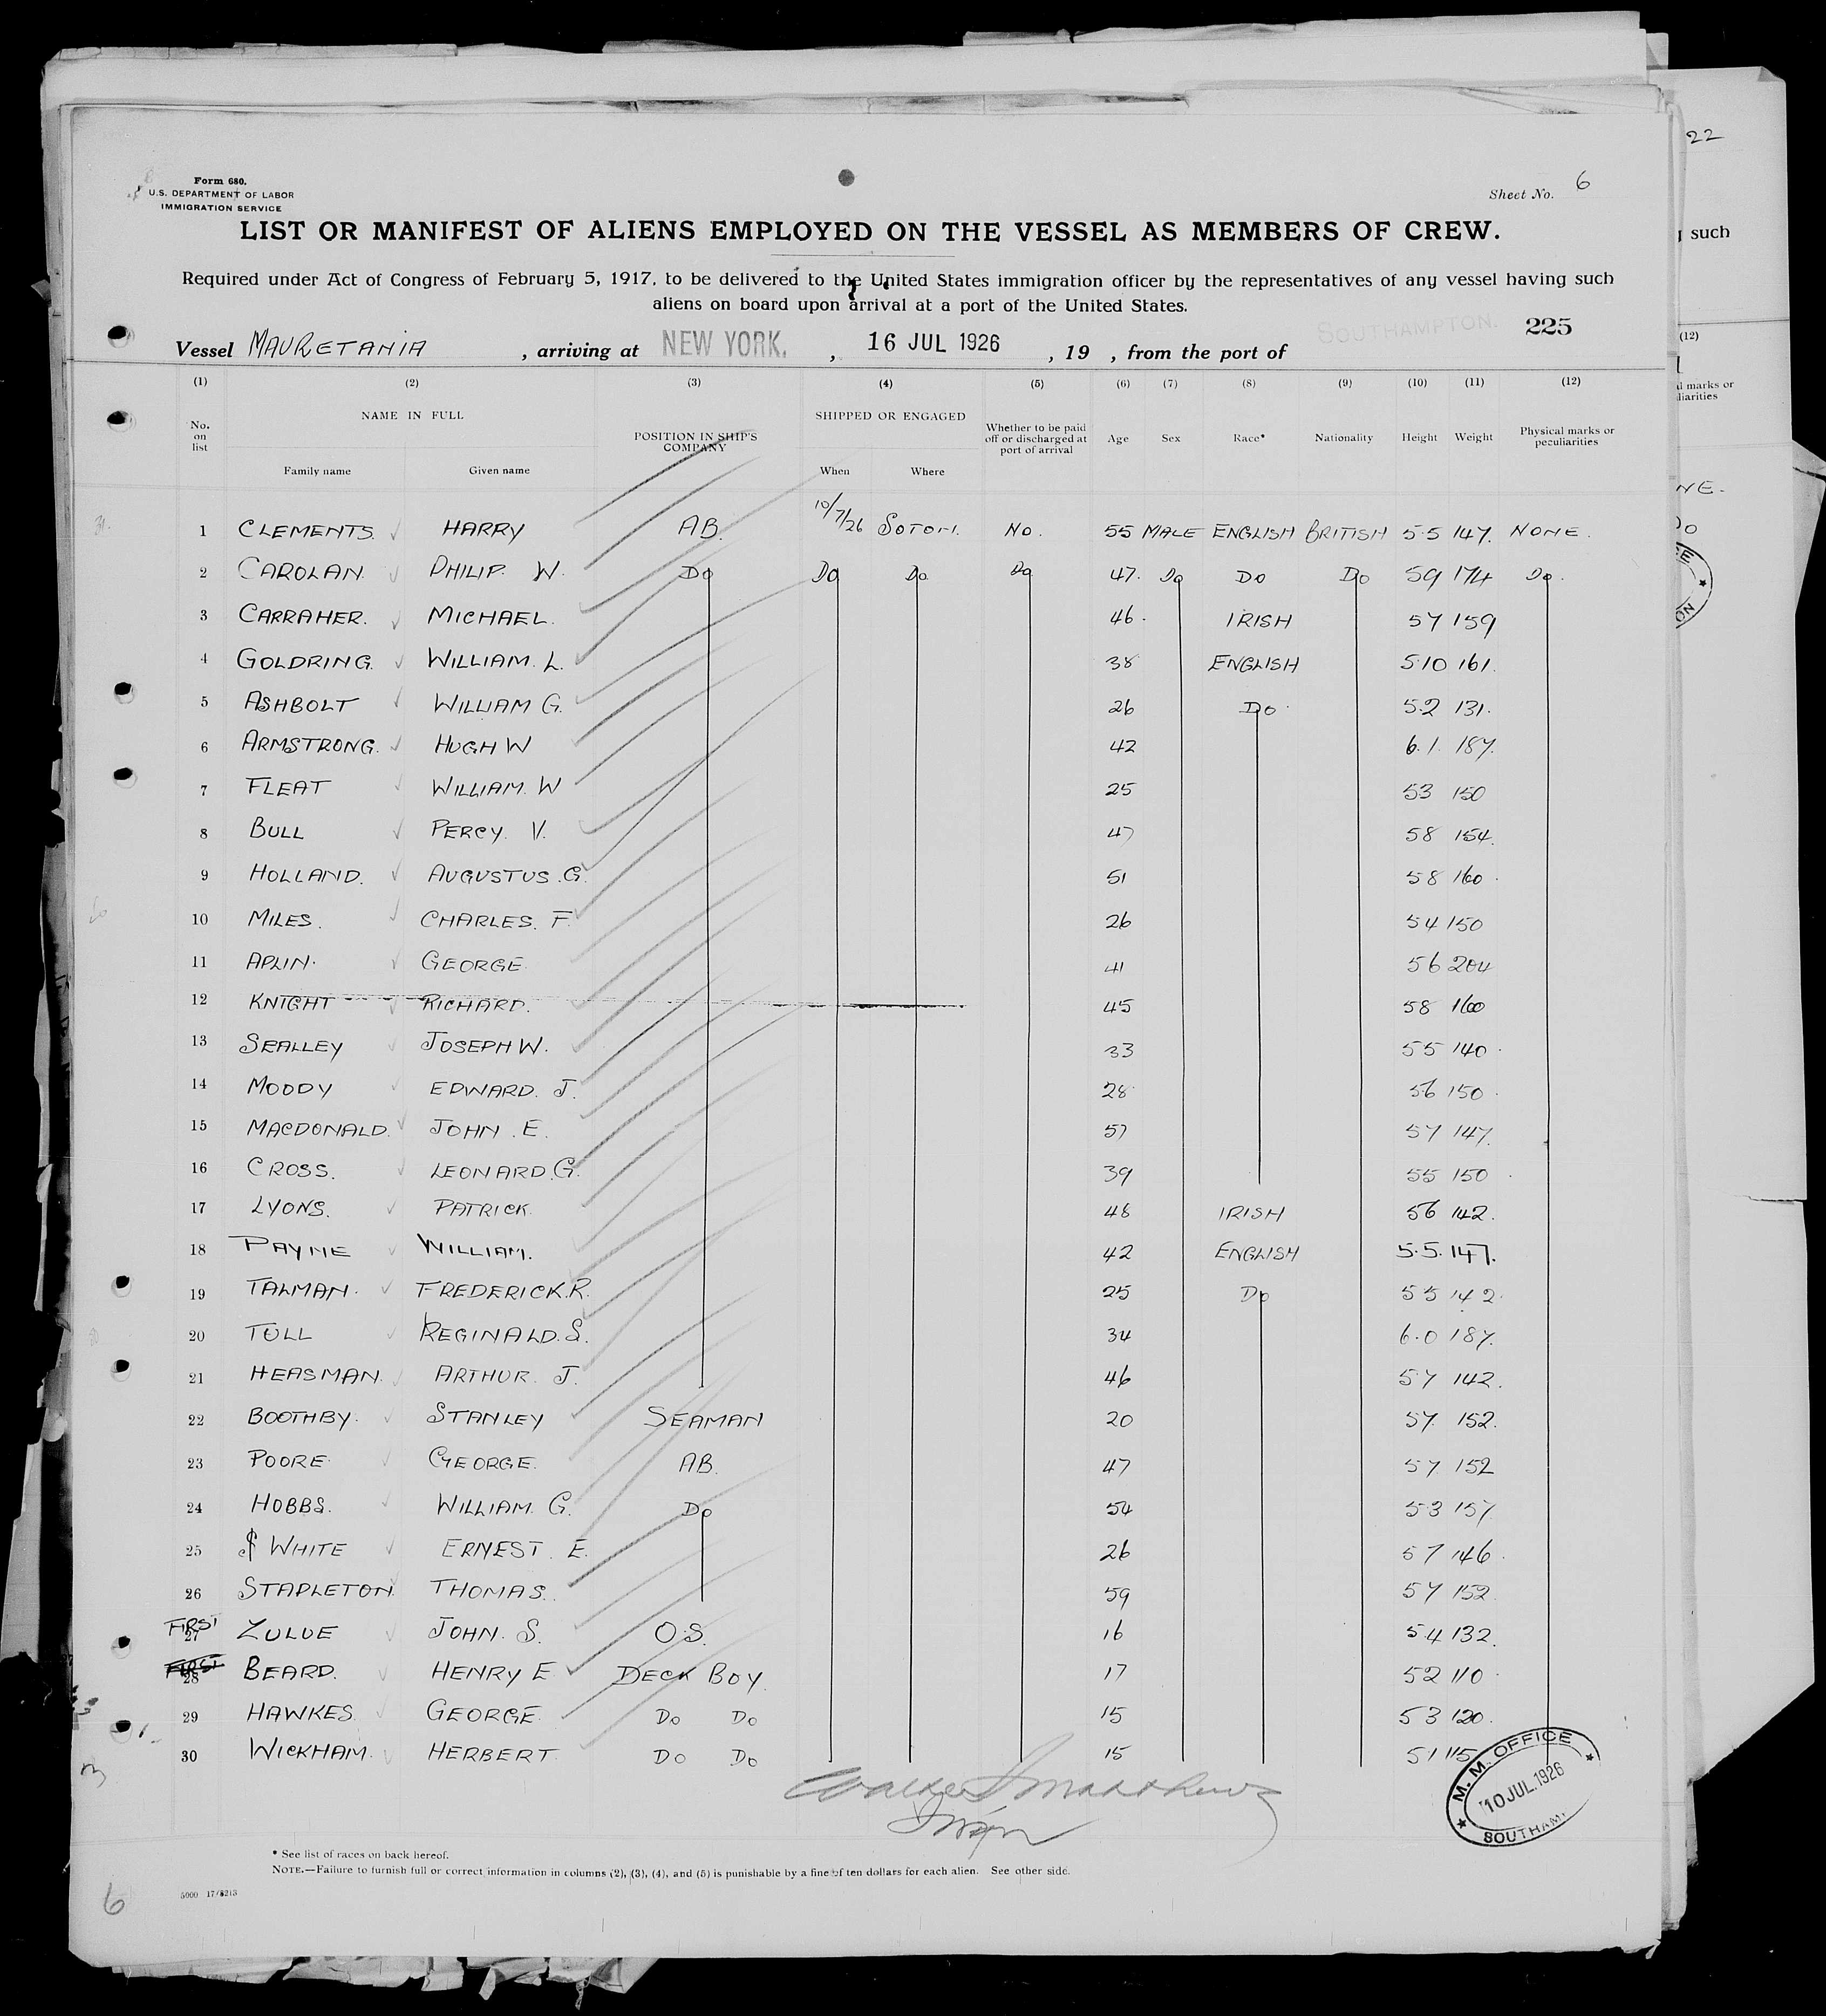 22
Form 680.
U.S. DEPARTMENT OF LABOR
IMMIGRATION SERVICE
Sheet No. 6
LIST OR MANIFEST OF ALIENS EMPLOYED ON THE VESSEL AS MEMBERS OF CREW.
such
Required under Act of Congress of February 5, 1917, to be delivered to the United States immigration officer by the representatives of any vessel having such
aliens on board upon arrival at a port of the United States.
SOUTHAMPTON. 225
Vessel MAURETANIA, arriving at NEW YORK, 16 JUL 1926, 19 , from the port of
(1) (2) (3) (4) (5) (6) (7) (8) (9) (10) (11) (12)
No. on list NAME IN FULL POSITION IN SHIP'S COMPANY SHIPPED OR ENGAGED Whether to be paid off or discharged at port of arrival Age Sex Race* Nationality Height Weight Physical marks or peculiarities
Family name Given name When Where
1 CLEMENTS. HARRY AB. 10/7/26 SOTON. NO. 55 MALE ENGLISH BRITISH 5.5 147. NONE.
2 CAROLAN. PHILIP. W. DO DO DO. DO 47. DO DO DO 59 174 DO.
3 CARRAHER. MICHAEL. 46. IRISH 57 159
4 GOLDRING. WILLIAM. L. 38 ENGLISH 5.10 161.
5 ASHBOLT WILLIAM G. 26 DO. 5.2 131.
6 ARMSTRONG. HUGH W 42 6.1. 187.
7 FLEAT WILLIAM. W 25 53 150
8 BULL PERCY. V. 47 58 154.
9 HOLLAND. AUGUSTUS. G. 51 58 160.
10 MILES. CHARLES. F. 26 54 150
11 APLIN. GEORGE. 41 56 204
12 KNIGHT RICHARD. 45 58 160
13 SEALLEY JOSEPH W. 33 55 140.
14 MOODY EDWARD. J. 28 56 150.
15 MACDONALD. JOHN. E. 57 57 147.
16 CROSS. LEONARD. G. 39 55 150.
17 LYONS. PATRICK. 48 IRISH 56 142.
18 PAYNE WILLIAM. 42 ENGLISH 5.5. 147.
19 TALMAN. FREDERICK. R. 25 DO 55 142.
20 TULL REGINALD. S. 34 6.0 187.
21 HEASMAN. ARTHUR. J. 46 57 142.
22 BOOTHBY. STANLEY SEAMAN 20 57. 152.
23 POORE. GEORGE. AB. 47 57. 152
24 HOBBS. WILLIAM. G. DO 54 53 157
25 WHITE ERNEST. E. 26 57 146.
26 STAPLETON THOMAS. 59 57 152
FIRST 27 ZULUE JOHN. S. O.S. 16 54 132.
FIRST 28 BEARD. HENRY E DECK BOY. 17 52 110.
29 HAWKES GEORGE. DO DO 15 53 120.
30 WICKHAM. HERBERT. DO DO 15 51 115
M. M. OFFICE
10 JUL. 1926
SOUTHAM.
* See list of races on back hereof.
NOTE.—Failure to furnish full or correct information in columns (2), (3), (4), and (5) is punishable by a fine of ten dollars for each alien. See other side.
6